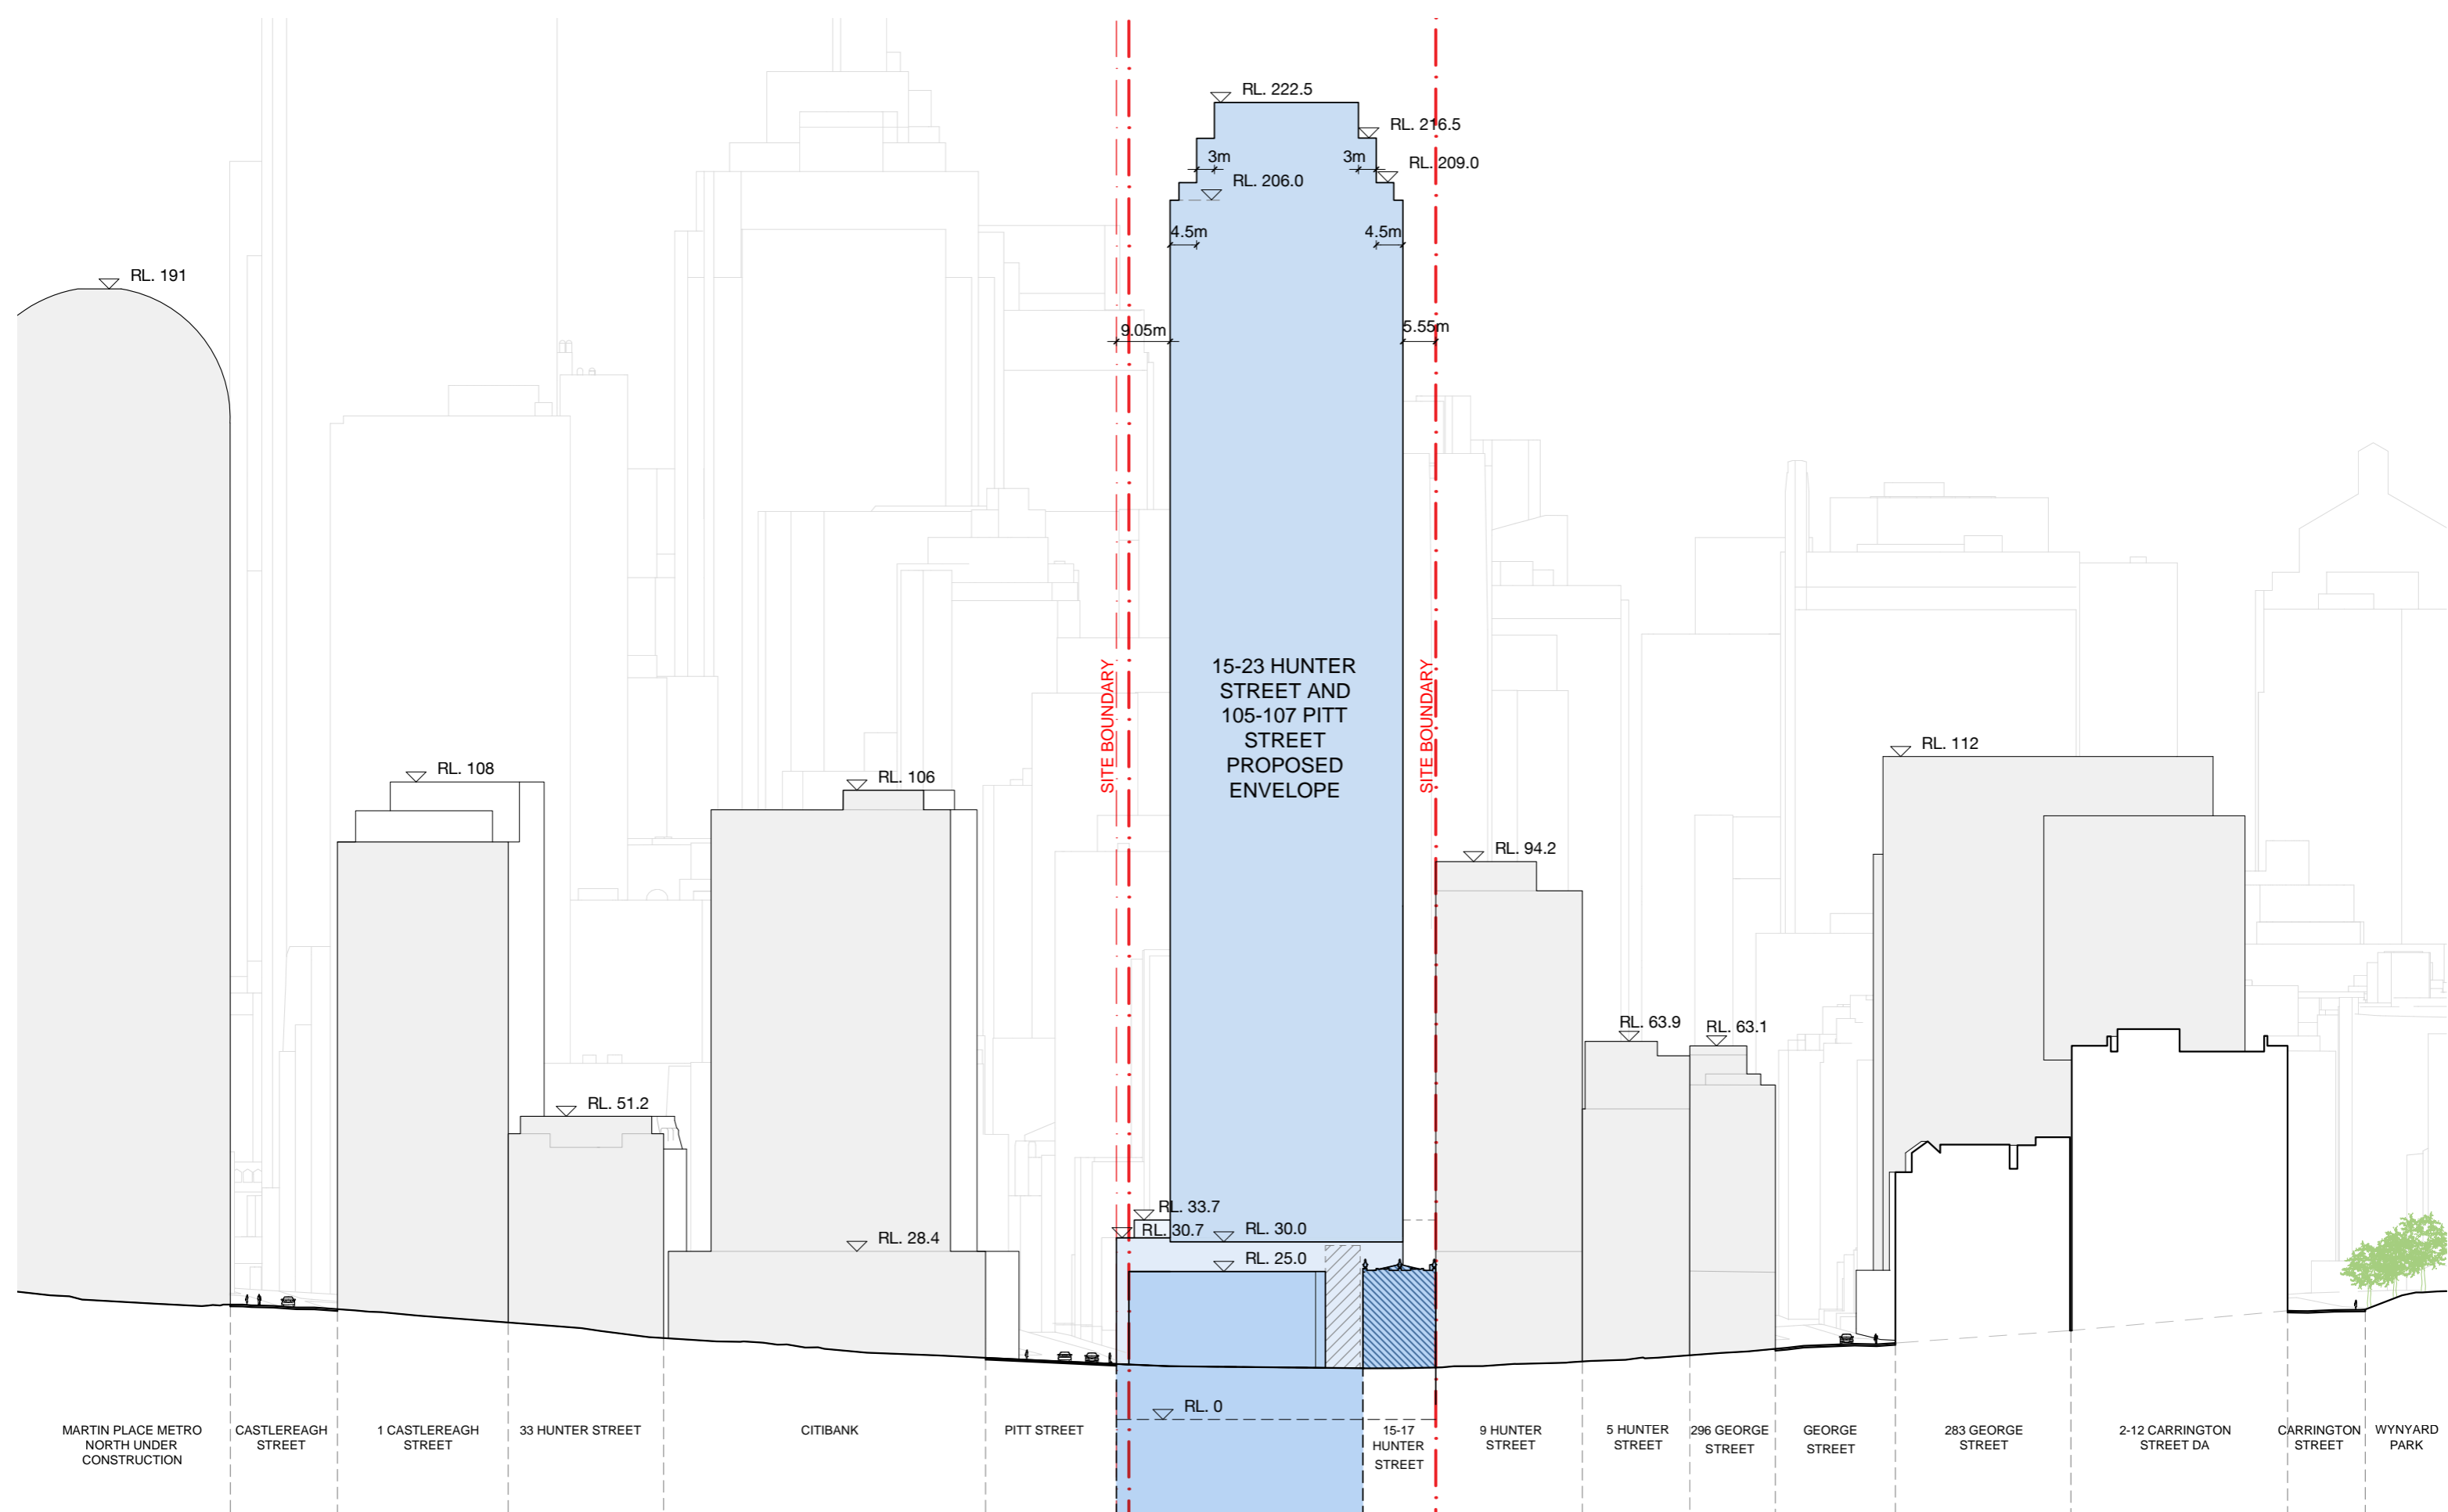 RL. 222.5
RL. 216.5
3m
3m
RL. 209.0
RL. 206.0
4.5m
4.5m
RL. 191
9.05m
5.55m
SITE BOUNDARY
15-23 HUNTER
STREET AND
105-107 PITT
STREET
PROPOSED
ENVELOPE
SITE BOUNDARY
RL. 112
RL. 108
RL. 106
RL. 94.2
RL. 63.9
RL. 63.1
RL. 51.2
RL. 33.7
RL. 30.7
RL. 30.0
RL. 28.4
RL. 25.0
RL. 0
MARTIN PLACE METRO
NORTH UNDER
CONSTRUCTION
CASTLEREAGH
STREET
1 CASTLEREAGH
STREET
33 HUNTER STREET
CITIBANK
PITT STREET
15-17
HUNTER
STREET
9 HUNTER
STREET
5 HUNTER
STREET
296 GEORGE
STREET
GEORGE
STREET
283 GEORGE
STREET
2-12 CARRINGTON
STREET DA
CARRINGTON
STREET
WYNYARD
PARK